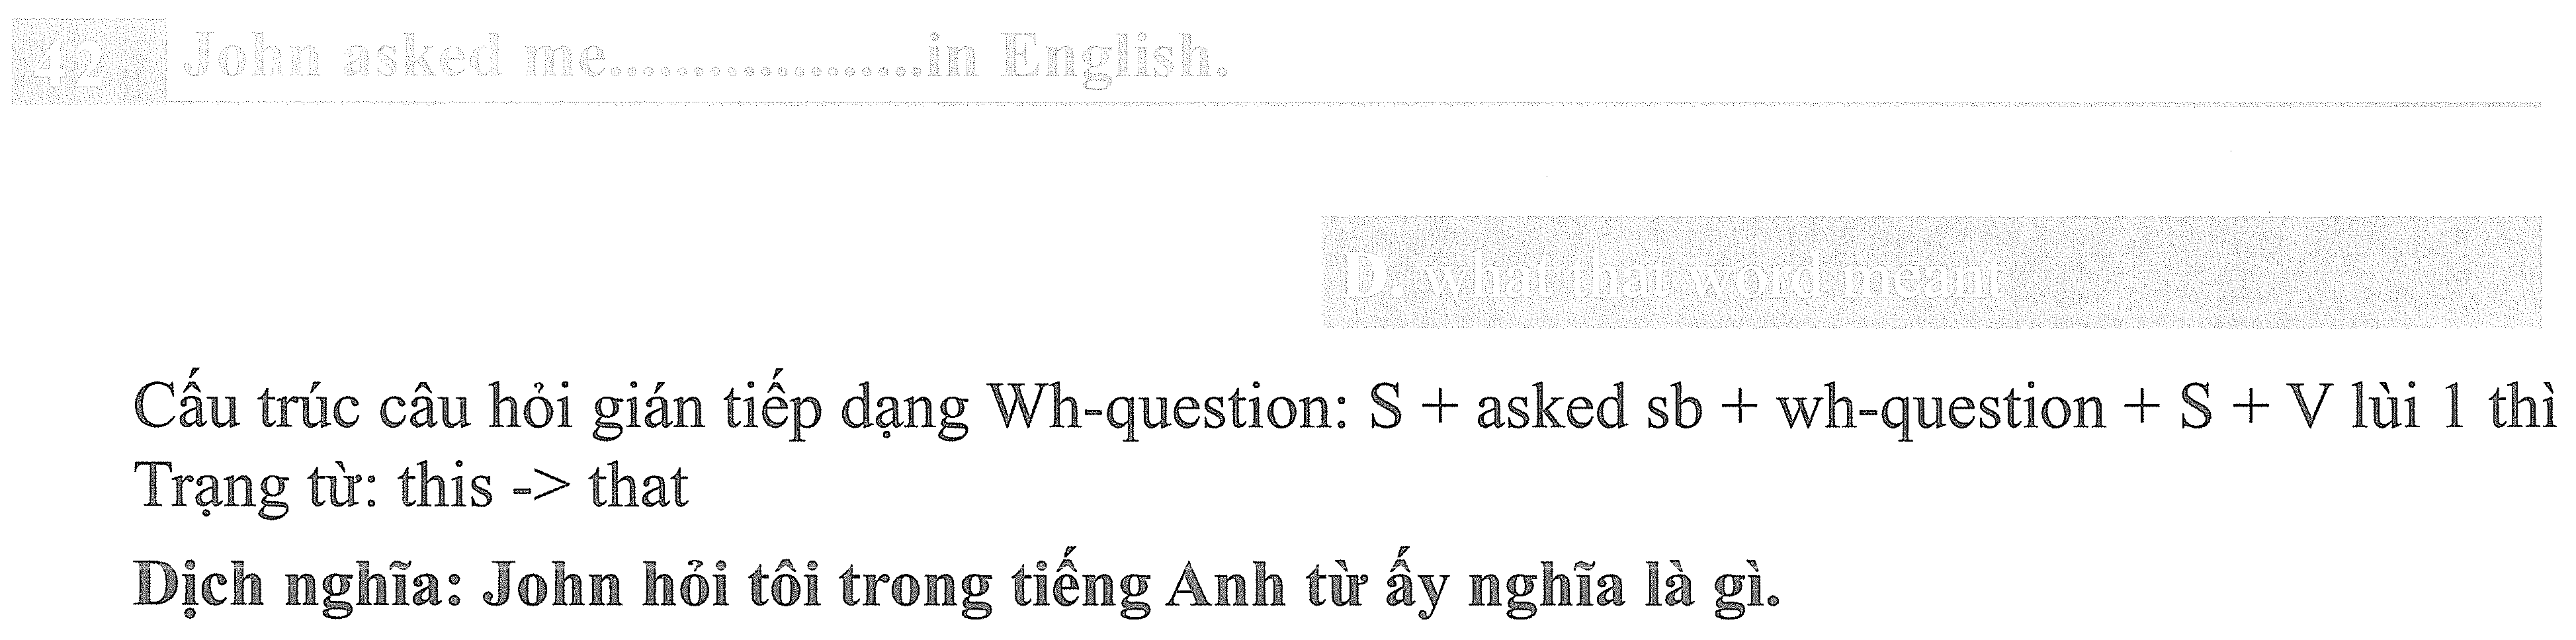 42 John asked me...................in English.
D. what that word meant
Cấu trúc câu hỏi gián tiếp dạng Wh-question: S + asked sb + wh-question + S + V lùi 1 thì
Trạng từ: this -> that
Dịch nghĩa: John hỏi tôi trong tiếng Anh từ ấy nghĩa là gì.